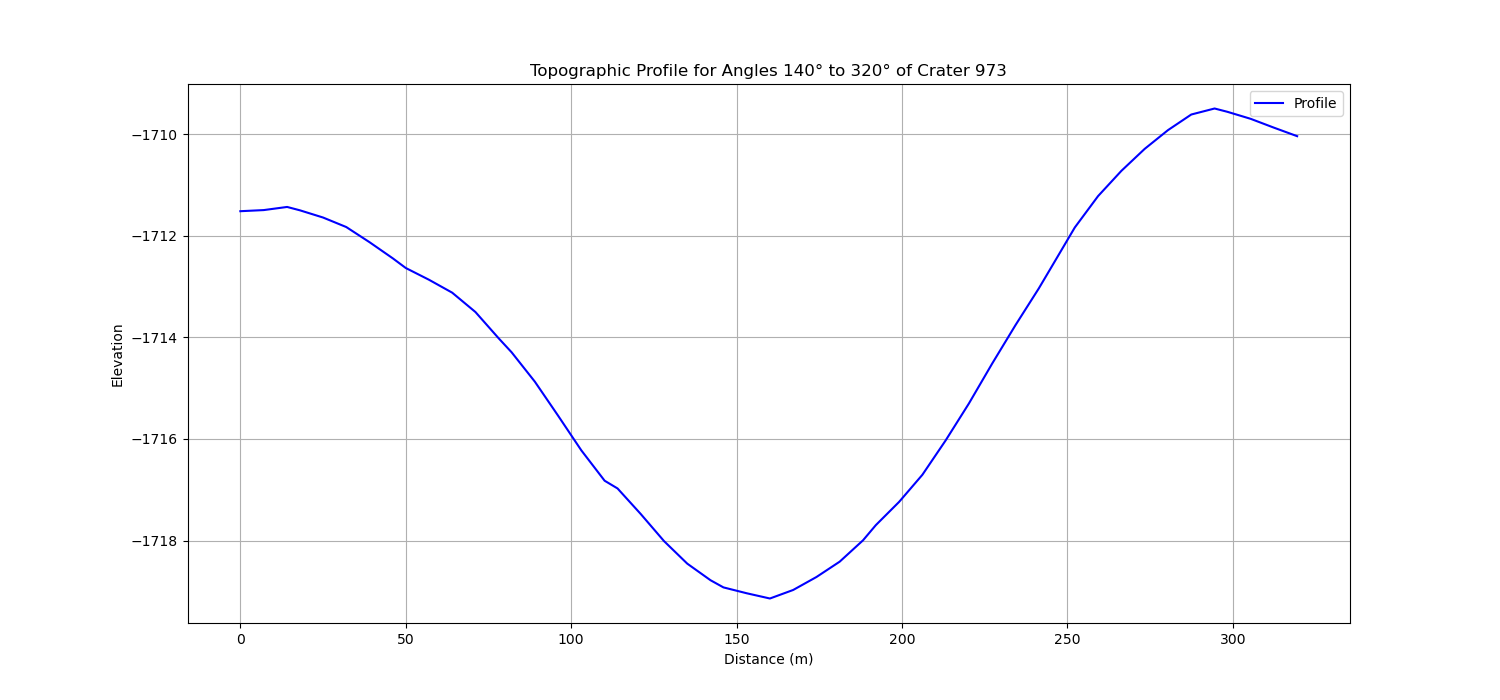 Topographic Profile for Angles 140° to 320° of Crater 973
Profile
−1710
−1712
−1714
−1716
−1718
Elevation
0 50 100 150 200 250 300
Distance (m)